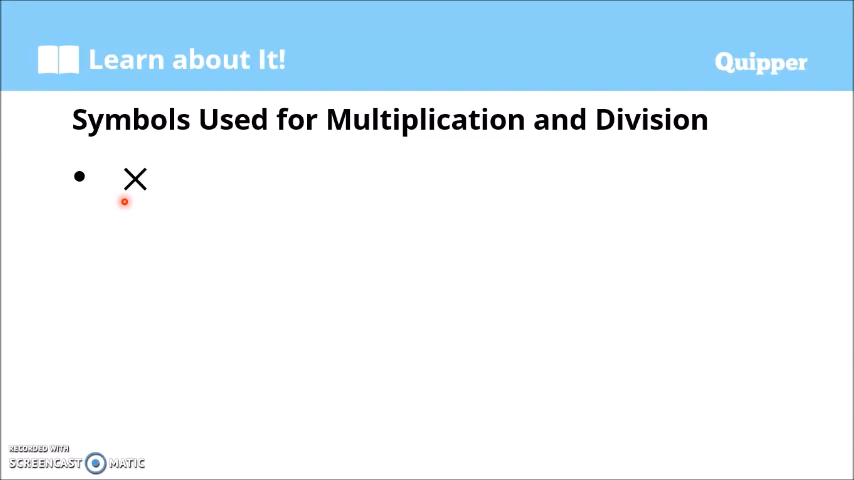 Learn about It!
Quipper
Symbols Used for Multiplication and Division
• ×
RECORDED WITH
SCREENCAST MATIC